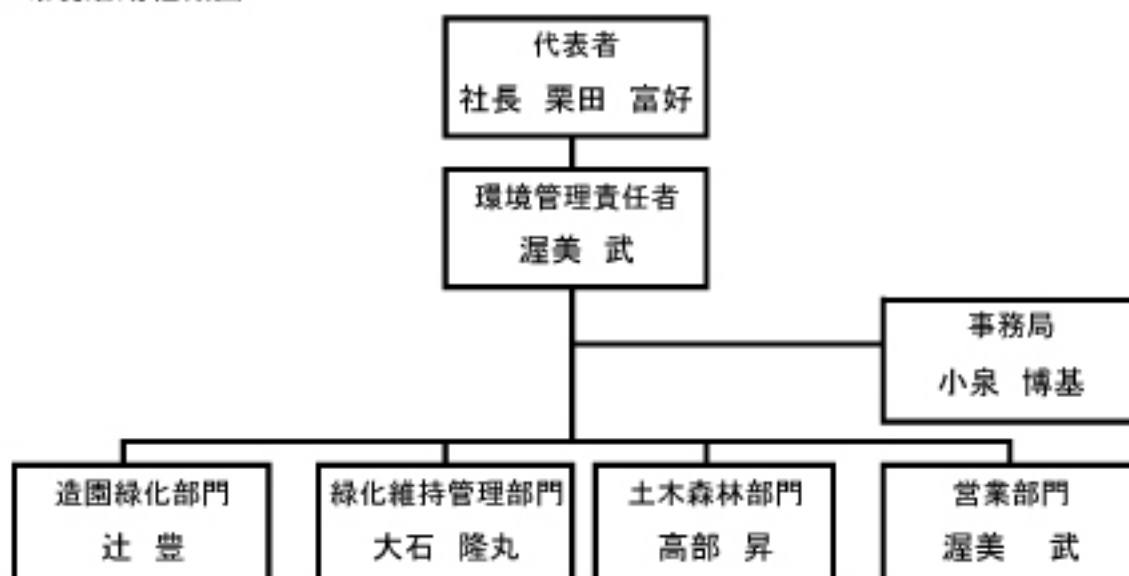 代表者
社長 栗田 富好
環境管理責任者
渥美 武
事務局
小泉 博基
造園緑化部門
辻 豊
緑化維持管理部門
大石 隆丸
土木森林部門
高部 昇
営業部門
渥美 武